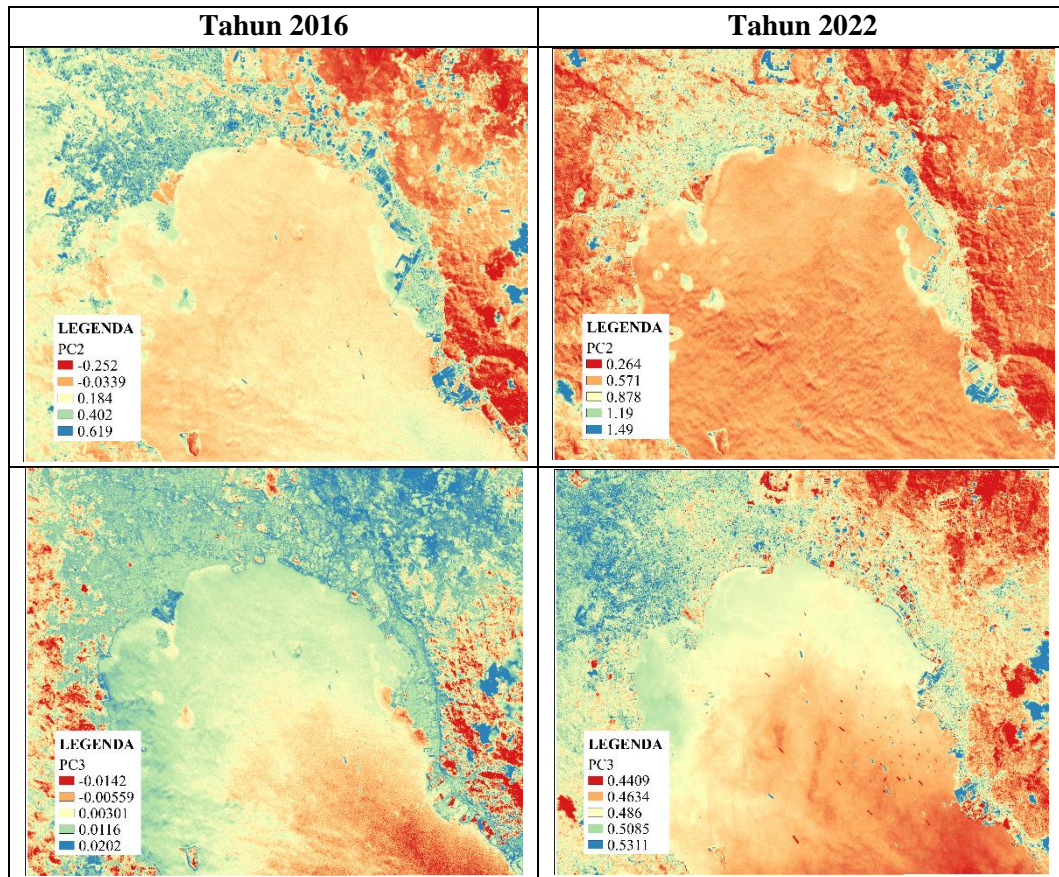 Tahun 2016
Tahun 2022
LEGENDA
PC2
-0.252
-0.0339
0.184
0.402
0.619
LEGENDA
PC2
0.264
0.571
0.878
1.19
1.49
LEGENDA
PC3
-0.0142
-0.00559
0.00301
0.0116
0.0202
LEGENDA
PC3
0.4409
0.4634
0.486
0.5085
0.5311